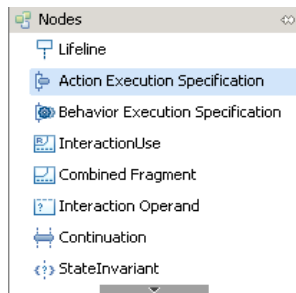 Nodes
Lifeline
Action Execution Specification
Behavior Execution Specification
InteractionUse
Combined Fragment
Interaction Operand
Continuation
StateInvariant